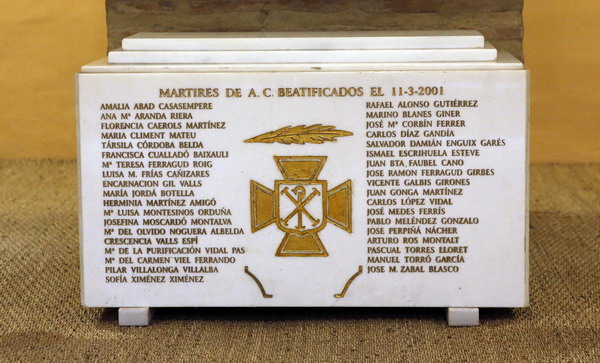 MARTIRES DE A. C. BEATIFICADOS EL 11-3-2001
AMALIA ABAD CASASEMPERE
ANA Mª ARANDA RIERA
FLORENCIA CAEROLS MARTÍNEZ
MARIA CLIMENT MATEU
TÁRSILA CÓRDOBA BELDA
FRANCISCA CUALLADÓ BAIXAULI
Mª TERESA FERRAGUD ROIG
LUISA M. FRÍAS CAÑIZARES
ENCARNACION GIL VALLS
MARÍA JORDÁ BOTELLA
HERMINIA MARTÍNEZ AMIGÓ
Mª LUISA MONTESINOS ORDUÑA
JOSEFINA MOSCARDÓ MONTALVA
Mª DEL OLVIDO NOGUERA ALBELDA
CRESCENCIA VALLS ESPÍ
Mª DE LA PURIFICACIÓN VIDAL PAS
Mª DEL CARMEN VIEL FERRANDO
PILAR VILLALONGA VILLALBA
SOFÍA XIMÉNEZ XIMÉNEZ
RAFAEL ALONSO GUTIÉRREZ
MARINO BLANES GINER
JOSÉ Mª CORBÍN FERRER
CARLOS DÍAZ GANDÍA
SALVADOR DAMIÁN ENGUIX GARÉS
ISMAEL ESCRIHUELA ESTEVE
JUAN BTA FAUBEL CANO
JOSE RAMON FERRAGUD GIRBES
VICENTE GALBIS GIRONES
JUAN GONGA MARTÍNEZ
CARLOS LÓPEZ VIDAL
JOSÉ MEDES FERRÍS
PABLO MELÉNDEZ GONZALO
JOSE PERPIÑÁ NÁCHER
ARTURO ROS MONTALT
PASCUAL TORRES LLORET
MANUEL TORRÓ GARCÍA
JOSE M. ZABAL BLASCO